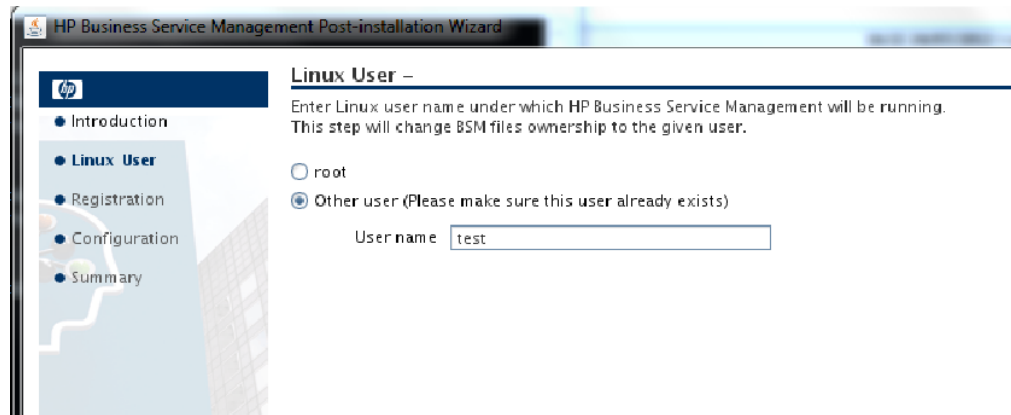 HP Business Service Management Post-installation Wizard
hp
Introduction
Linux User
Registration
Configuration
Summary
Linux User –
Enter Linux user name under which HP Business Service Management will be running.
This step will change BSM files ownership to the given user.
root
Other user (Please make sure this user already exists)
User name test